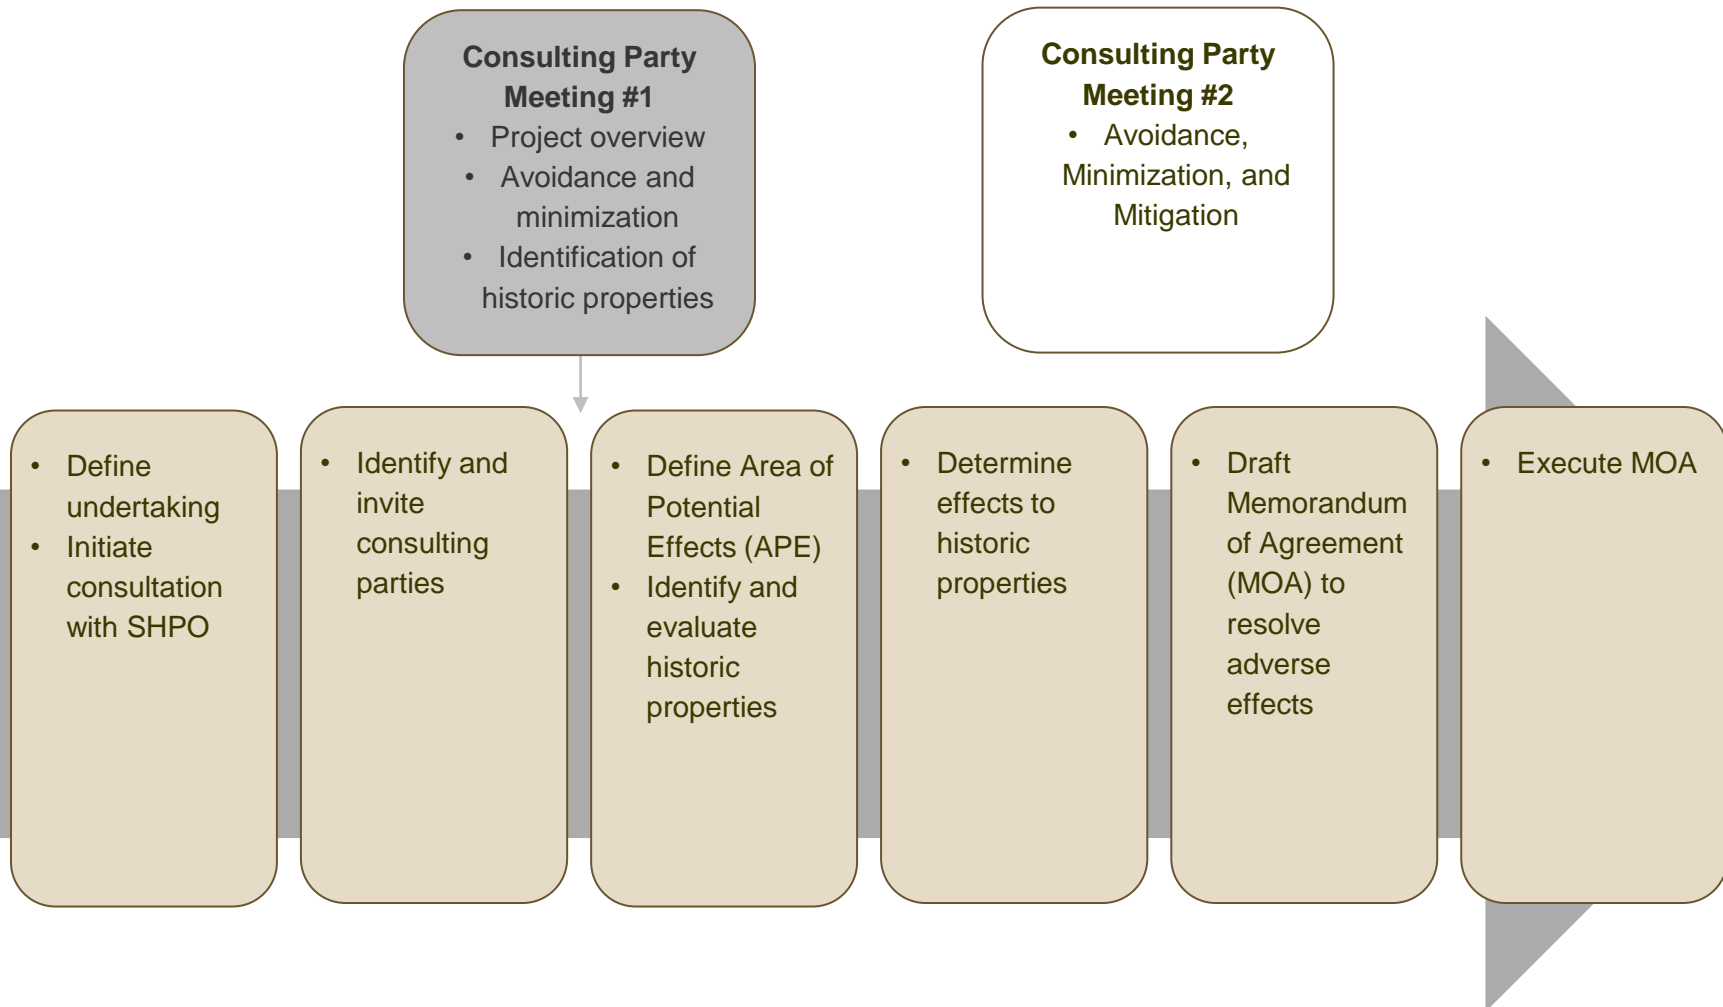 Consulting Party
Meeting #1
• Project overview
• Avoidance and
minimization
• Identification of
historic properties
Consulting Party
Meeting #2
• Avoidance,
Minimization, and
Mitigation
• Define
undertaking
• Initiate
consultation
with SHPO
• Identify and
invite
consulting
parties
• Define Area of
Potential
Effects (APE)
• Identify and
evaluate
historic
properties
• Determine
effects to
historic
properties
• Draft
Memorandum
of Agreement
(MOA) to
resolve
adverse
effects
• Execute MOA